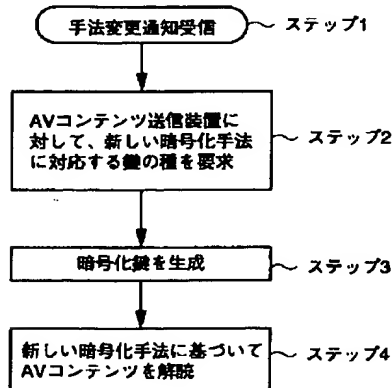 手法変更通知受信
ステップ1
AVコンテンツ送信装置に
対して、新しい暗号化手法
に対応する鍵の種を要求
ステップ2
暗号化鍵を生成
ステップ3
新しい暗号化手法に基づいて
AVコンテンツを解読
ステップ4